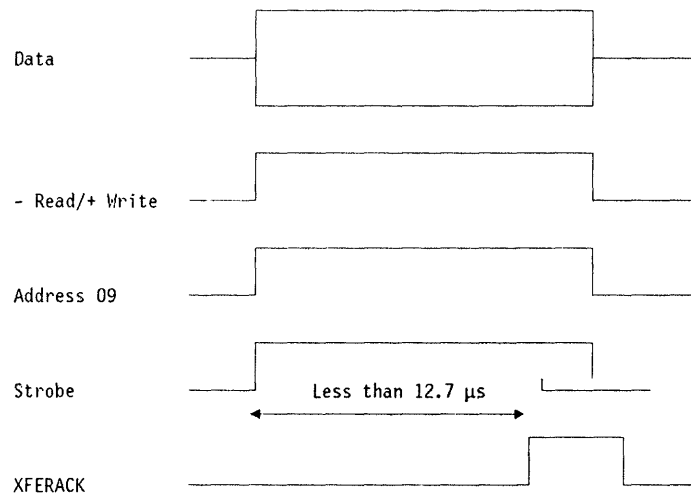 Data
- Read/+ Write
Address 09
Strobe
Less than 12.7 µs
XFERACK